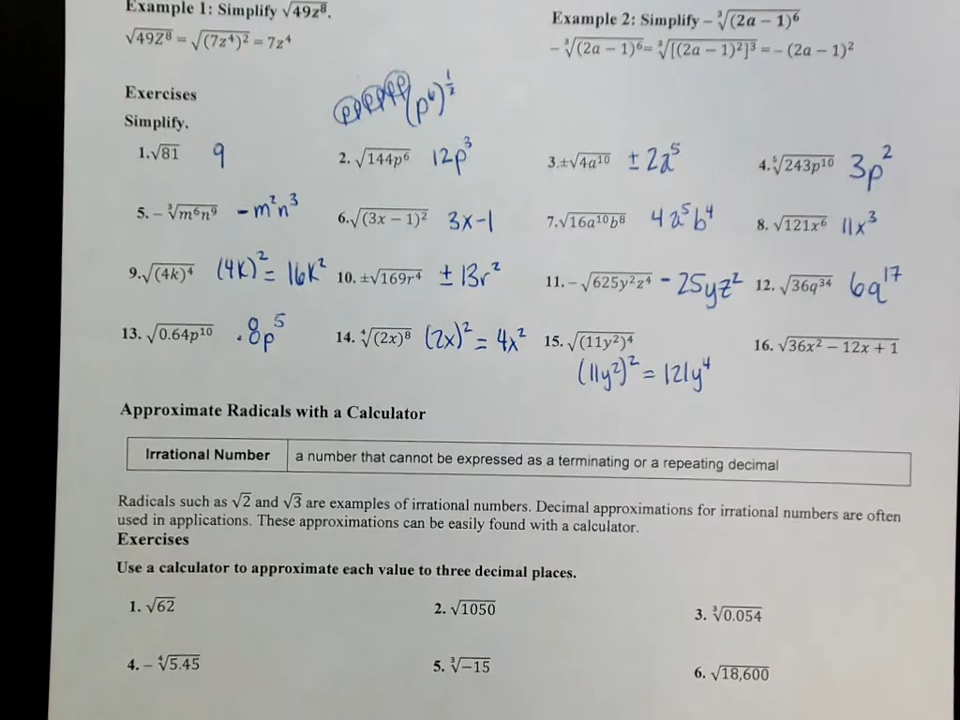 Example 1: Simplify √49z⁸.
√49Z⁸ = √(7z⁴)² = 7z⁴
Example 2: Simplify – ∛(2a – 1)⁶
– ∛(2a – 1)⁶= ∛[(2a – 1)²]³ = – (2a – 1)²
Exercises
(p⁶)^½
Simplify.
1.√81 9 2. √144p⁶ 12p³ 3.±√4a¹⁰ ± 2a⁵ 4.⁵√243p¹⁰ 3p²
5. – ∛m⁶n⁹ –m²n³ 6.√(3x – 1)² 3x–1 7.√16a¹⁰b⁸ 4a⁵b⁴ 8. √121x⁶ 11x³
9.√(4k)⁴ (4k)² = 16k² 10. ±√169r⁴ ± 13r² 11. – √625y²z⁴ – 25yz² 12. √36q³⁴ 6q¹⁷
13. √0.64p¹⁰ .8p⁵ 14. ⁴√(2x)⁸ (2x)² = 4x² 15. √(11y²)⁴ 16. √36x² – 12x + 1
(11y²)² = 121y⁴
Approximate Radicals with a Calculator
Irrational Number a number that cannot be expressed as a terminating or a repeating decimal
Radicals such as √2 and √3 are examples of irrational numbers. Decimal approximations for irrational numbers are often
used in applications. These approximations can be easily found with a calculator.
Exercises
Use a calculator to approximate each value to three decimal places.
1. √62 2. √1050 3. ∛0.054
4. – ⁴√5.45 5. ∛–15 6. √18,600